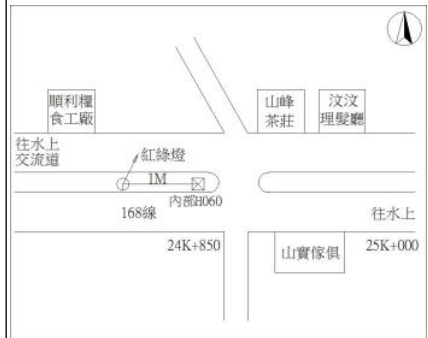 順利糧
食工廠
山峰
茶莊
汶汶
理髮廳
往水上
交流道
紅綠燈
1M
內部H060
168線
往水上
24K+850
山寶傢俱
25K+000